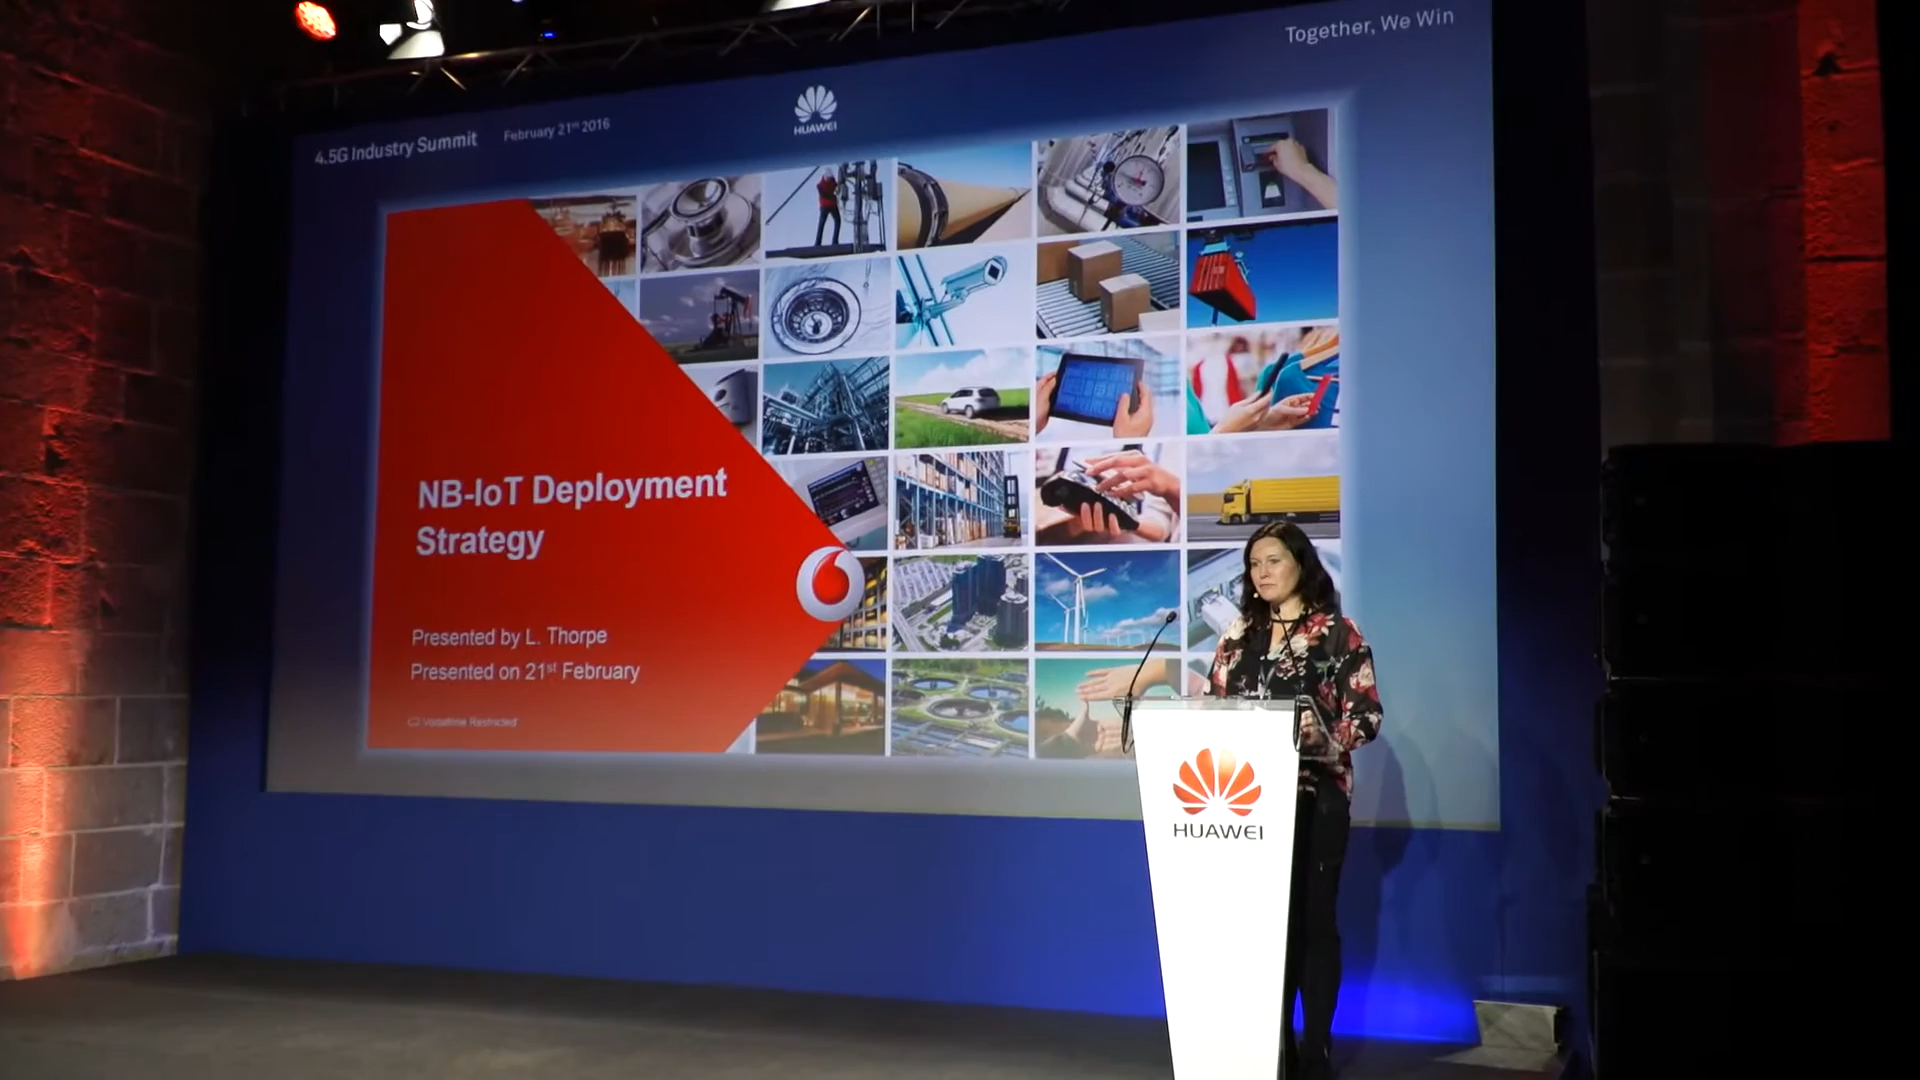 Together, We Win
4.5G Industry Summit
February 21st 2016
HUAWEI
NB-IoT Deployment
Strategy
Presented by L. Thorpe
Presented on 21st February
C2 Vodafone Restricted
HUAWEI